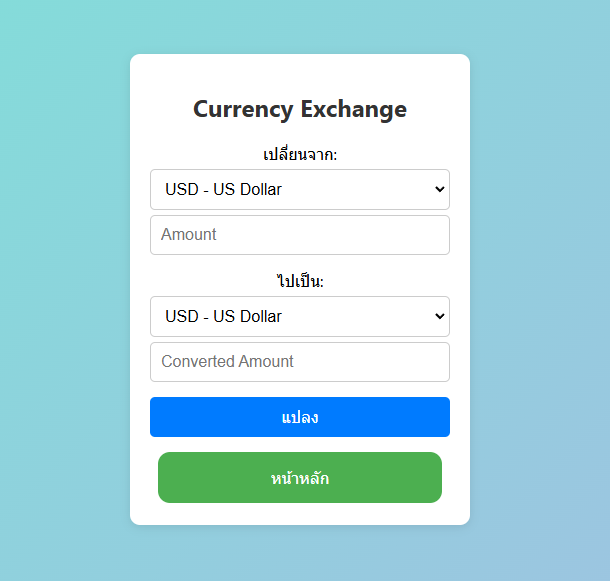 Currency Exchange
เปลี่ยนจาก:
USD - US Dollar
Amount
ไปเป็น:
USD - US Dollar
Converted Amount
แปลง
หน้าหลัก